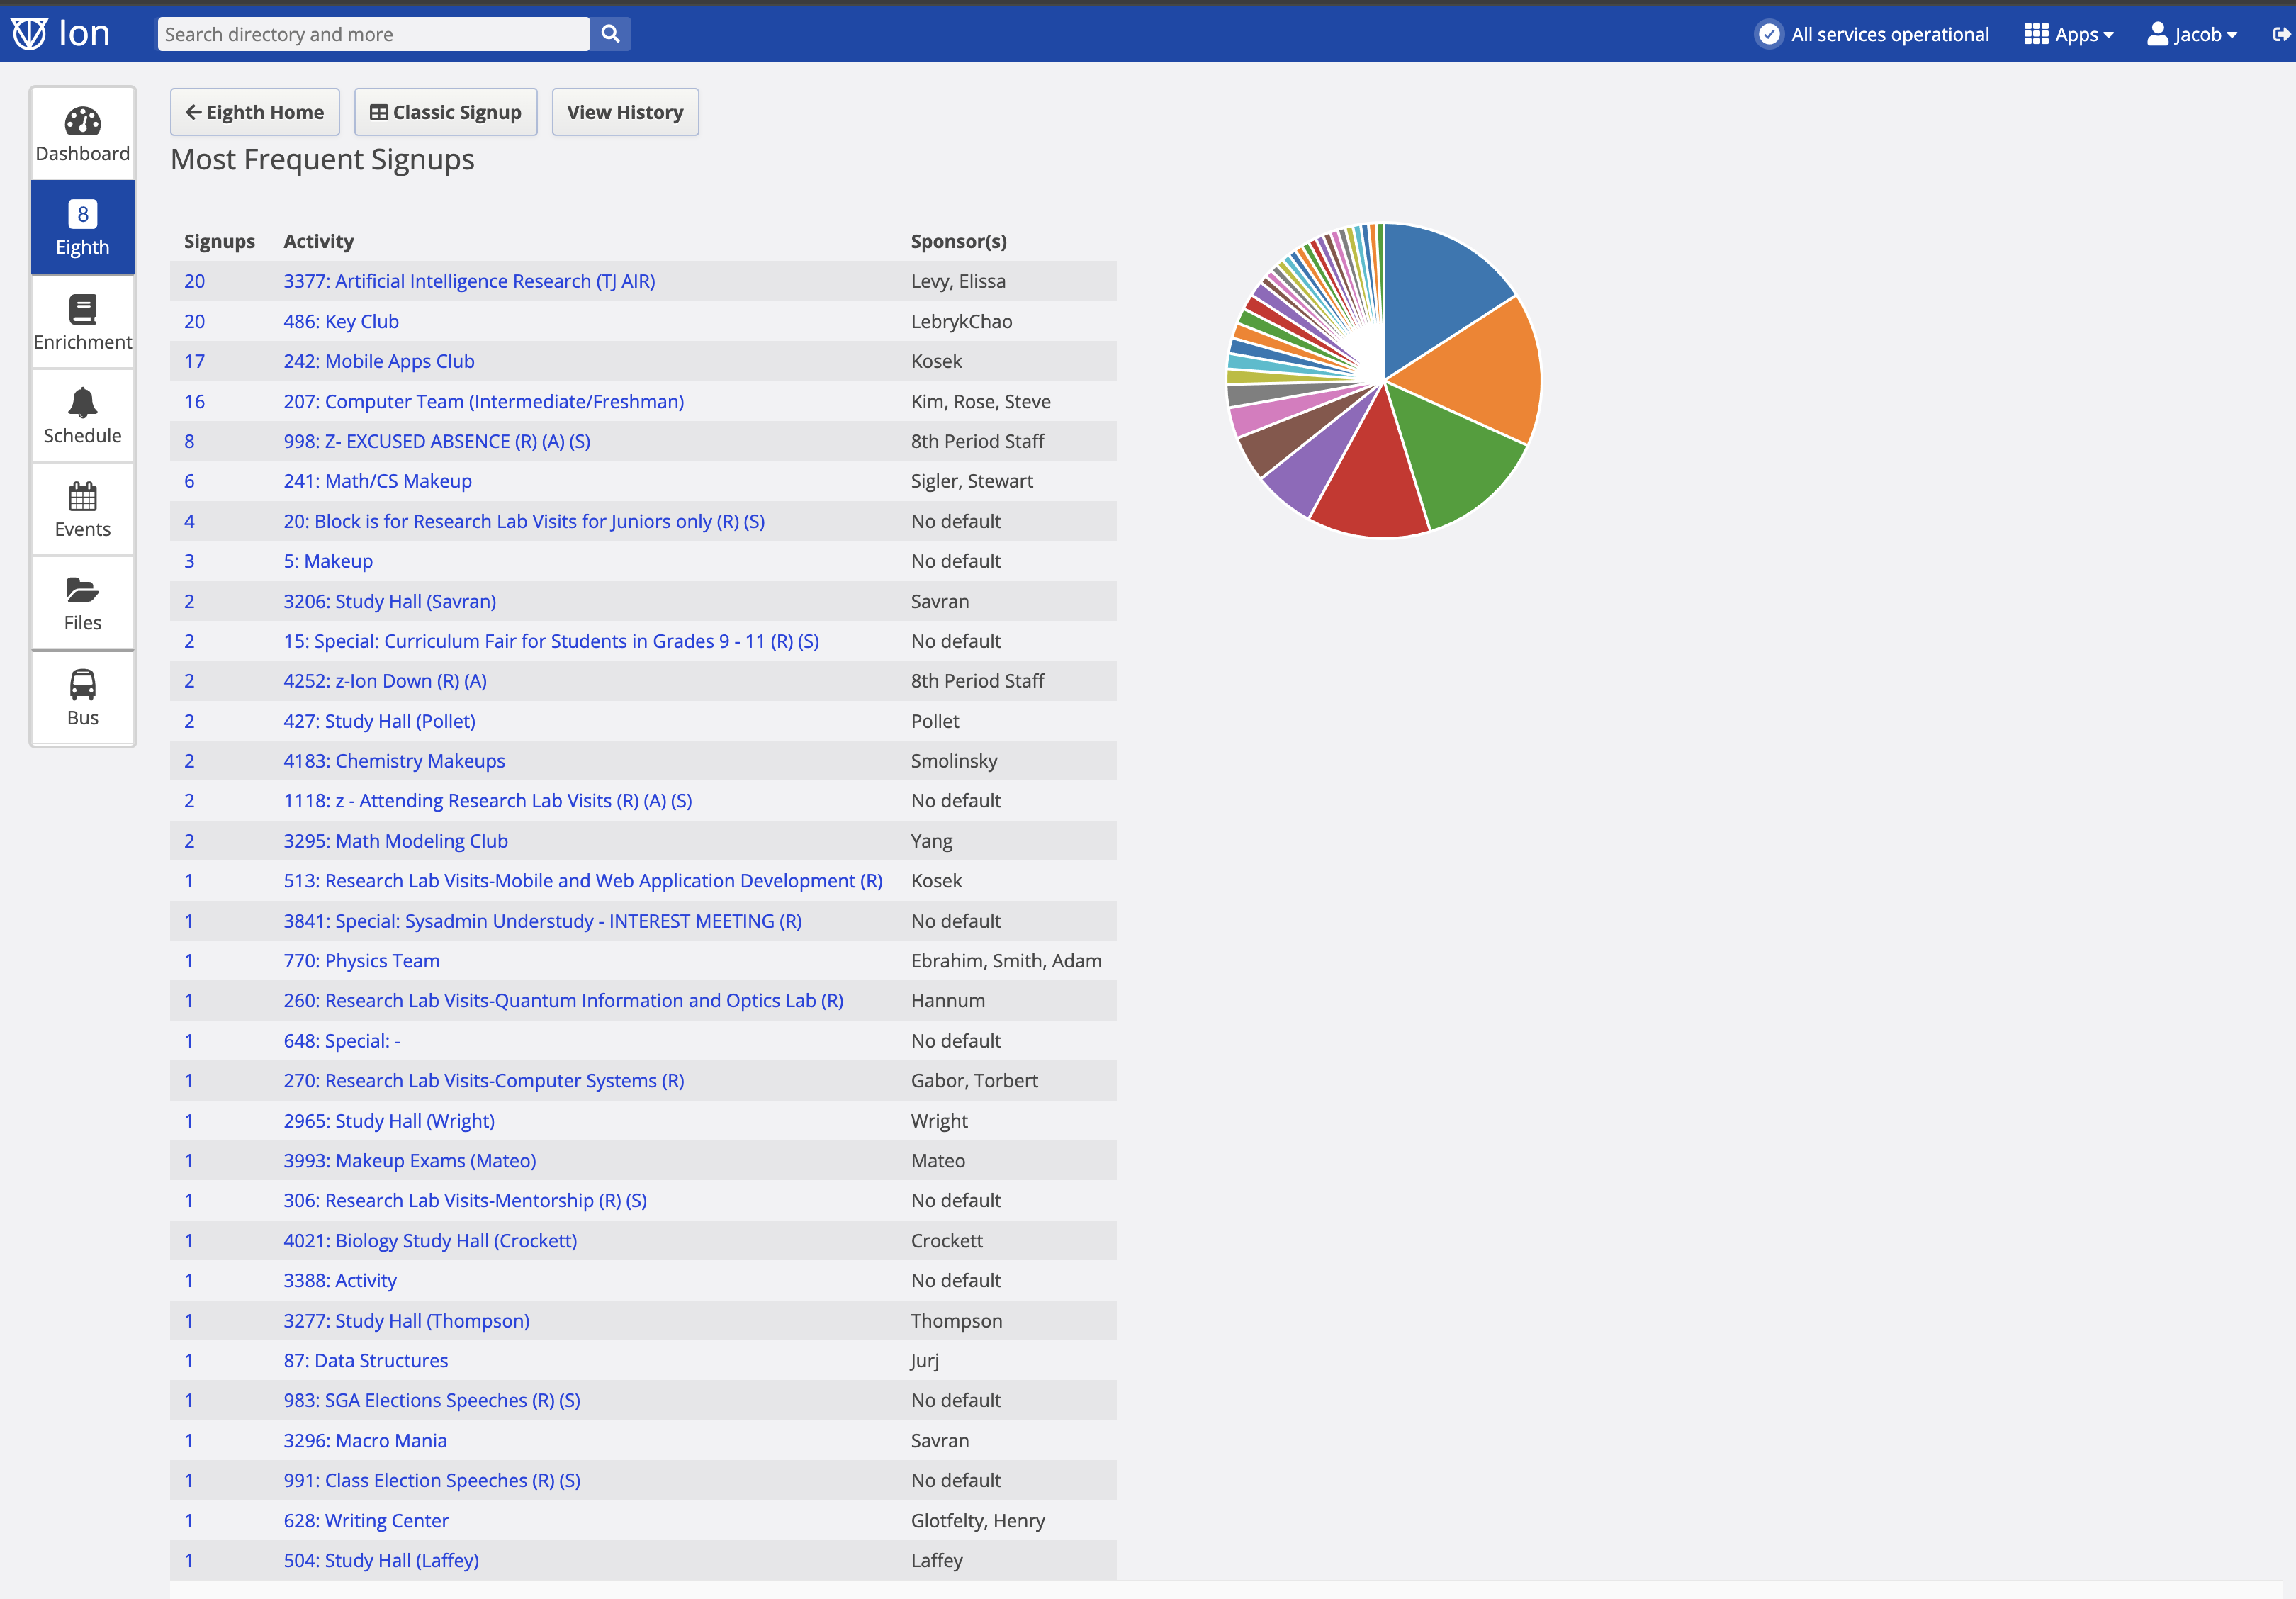 Ion
Search directory and more
All services operational
Apps
Jacob
Dashboard
8
Eighth
Enrichment
Schedule
Events
Files
Bus
Eighth Home
Classic Signup
View History
Most Frequent Signups
Signups Activity Sponsor(s)
20 3377: Artificial Intelligence Research (TJ AIR) Levy, Elissa
20 486: Key Club LebrykChao
17 242: Mobile Apps Club Kosek
16 207: Computer Team (Intermediate/Freshman) Kim, Rose, Steve
8 998: Z- EXCUSED ABSENCE (R) (A) (S) 8th Period Staff
6 241: Math/CS Makeup Sigler, Stewart
4 20: Block is for Research Lab Visits for Juniors only (R) (S) No default
3 5: Makeup No default
2 3206: Study Hall (Savran) Savran
2 15: Special: Curriculum Fair for Students in Grades 9 - 11 (R) (S) No default
2 4252: z-Ion Down (R) (A) 8th Period Staff
2 427: Study Hall (Pollet) Pollet
2 4183: Chemistry Makeups Smolinsky
2 1118: z - Attending Research Lab Visits (R) (A) (S) No default
2 3295: Math Modeling Club Yang
1 513: Research Lab Visits-Mobile and Web Application Development (R) Kosek
1 3841: Special: Sysadmin Understudy - INTEREST MEETING (R) No default
1 770: Physics Team Ebrahim, Smith, Adam
1 260: Research Lab Visits-Quantum Information and Optics Lab (R) Hannum
1 648: Special: - No default
1 270: Research Lab Visits-Computer Systems (R) Gabor, Torbert
1 2965: Study Hall (Wright) Wright
1 3993: Makeup Exams (Mateo) Mateo
1 306: Research Lab Visits-Mentorship (R) (S) No default
1 4021: Biology Study Hall (Crockett) Crockett
1 3388: Activity No default
1 3277: Study Hall (Thompson) Thompson
1 87: Data Structures Jurj
1 983: SGA Elections Speeches (R) (S) No default
1 3296: Macro Mania Savran
1 991: Class Election Speeches (R) (S) No default
1 628: Writing Center Glotfelty, Henry
1 504: Study Hall (Laffey) Laffey